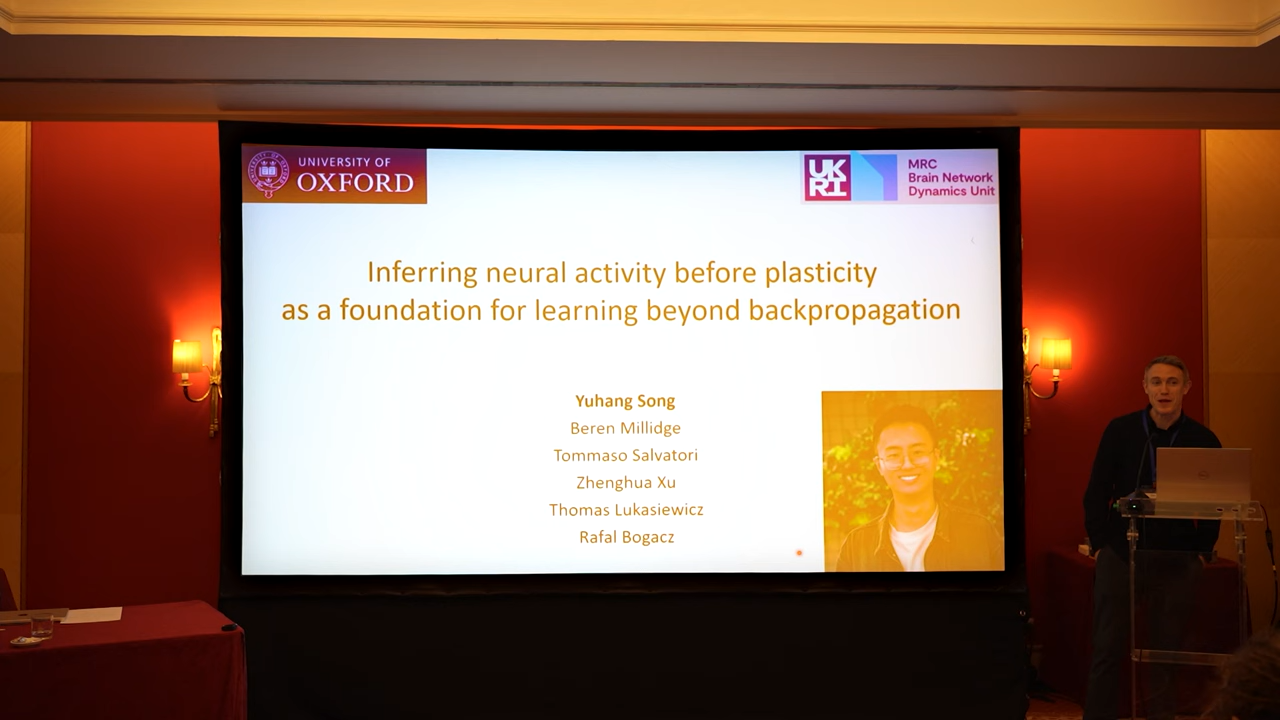 UNIVERSITY OF
OXFORD
UK
RI
MRC
Brain Network
Dynamics Unit
Inferring neural activity before plasticity
as a foundation for learning beyond backpropagation
Yuhang Song
Beren Millidge
Tommaso Salvatori
Zhenghua Xu
Thomas Lukasiewicz
Rafal Bogacz